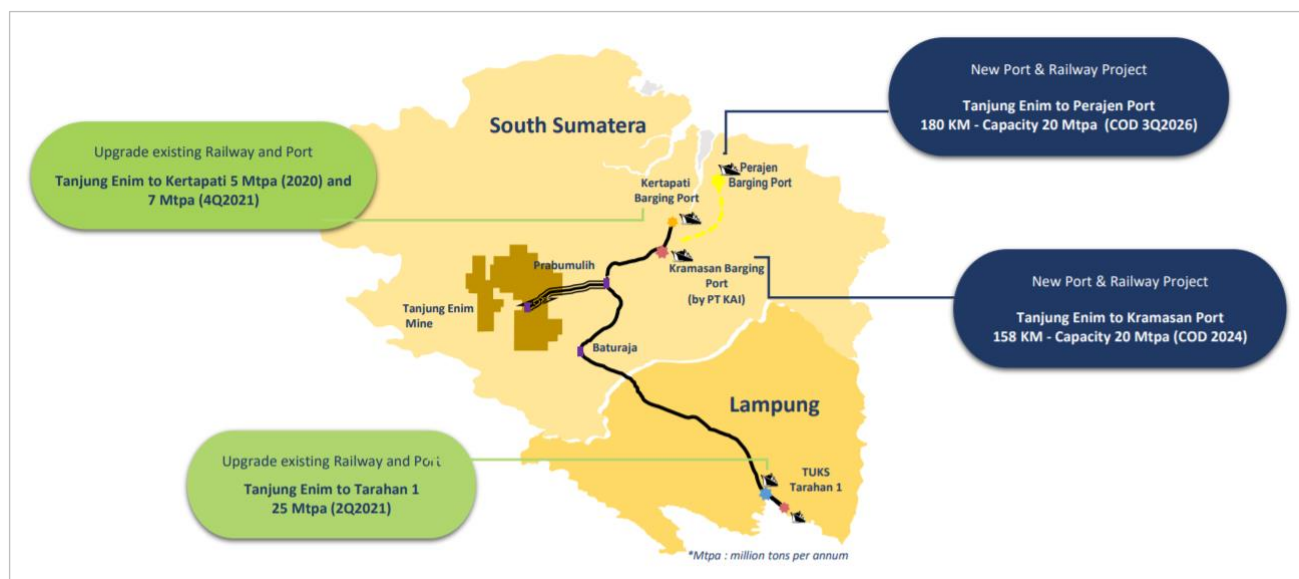 New Port & Railway Project
Tanjung Enim to Perajen Port
180 KM - Capacity 20 Mtpa (COD 3Q2026)
South Sumatera
Upgrade existing Railway and Port
Tanjung Enim to Kertapati 5 Mtpa (2020) and
7 Mtpa (4Q2021)
Perajen
Barging Port
Kertapati
Barging Port
Prabumulih
Kramasan Barging
Port
(by PT KAI)
Tanjung Enim
Mine
New Port & Railway Project
Tanjung Enim to Kramasan Port
158 KM - Capacity 20 Mtpa (COD 2024)
Baturaja
Lampung
Upgrade existing Railway and Port
Tanjung Enim to Tarahan 1
25 Mtpa (2Q2021)
TUKS
Tarahan 1
*Mtpa : million tons per annum